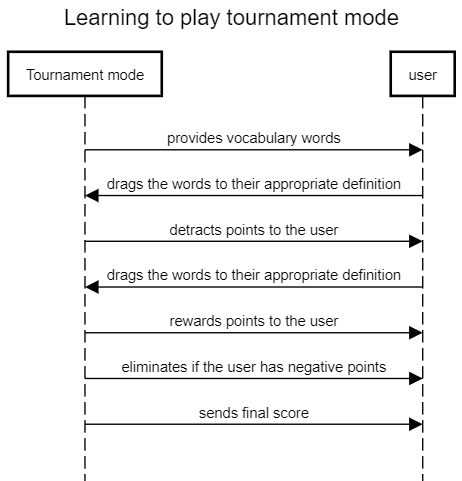 Learning to play tournament mode
Tournament mode
user
provides vocabulary words
drags the words to their appropriate definition
detracts points to the user
drags the words to their appropriate definition
rewards points to the user
eliminates if the user has negative points
sends final score